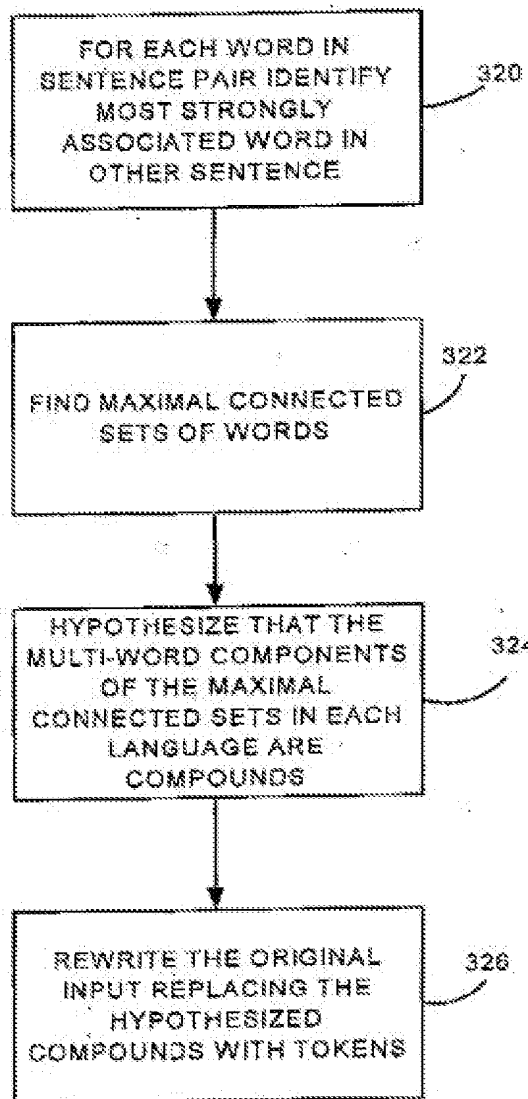 FOR EACH WORD IN
SENTENCE PAIR IDENTIFY
MOST STRONGLY
ASSOCIATED WORD IN
OTHER SENTENCE
320
FIND MAXIMAL CONNECTED
SETS OF WORDS
322
HYPOTHESIZE THAT THE
MULTI-WORD COMPONENTS
OF THE MAXIMAL
CONNECTED SETS IN EACH
LANGUAGE ARE
COMPOUNDS
324
REWRITE THE ORIGINAL
INPUT REPLACING THE
HYPOTHESIZED
COMPOUNDS WITH TOKENS
326